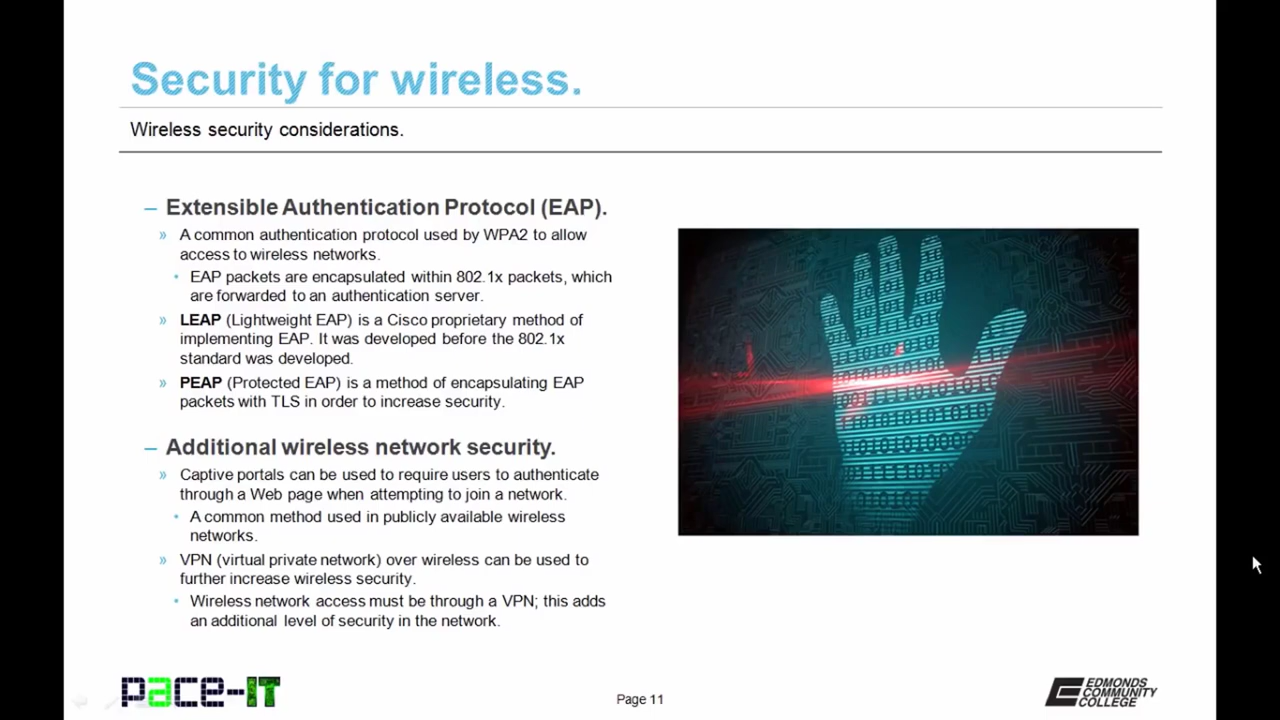 Security for wireless.
Wireless security considerations.
– Extensible Authentication Protocol (EAP).
» A common authentication protocol used by WPA2 to allow
access to wireless networks.
• EAP packets are encapsulated within 802.1x packets, which
are forwarded to an authentication server.
» LEAP (Lightweight EAP) is a Cisco proprietary method of
implementing EAP. It was developed before the 802.1x
standard was developed.
» PEAP (Protected EAP) is a method of encapsulating EAP
packets with TLS in order to increase security.
– Additional wireless network security.
» Captive portals can be used to require users to authenticate
through a Web page when attempting to join a network.
• A common method used in publicly available wireless
networks.
» VPN (virtual private network) over wireless can be used to
further increase wireless security.
• Wireless network access must be through a VPN; this adds
an additional level of security in the network.
pace-IT
Page 11
EDMONDS
COMMUNITY
COLLEGE